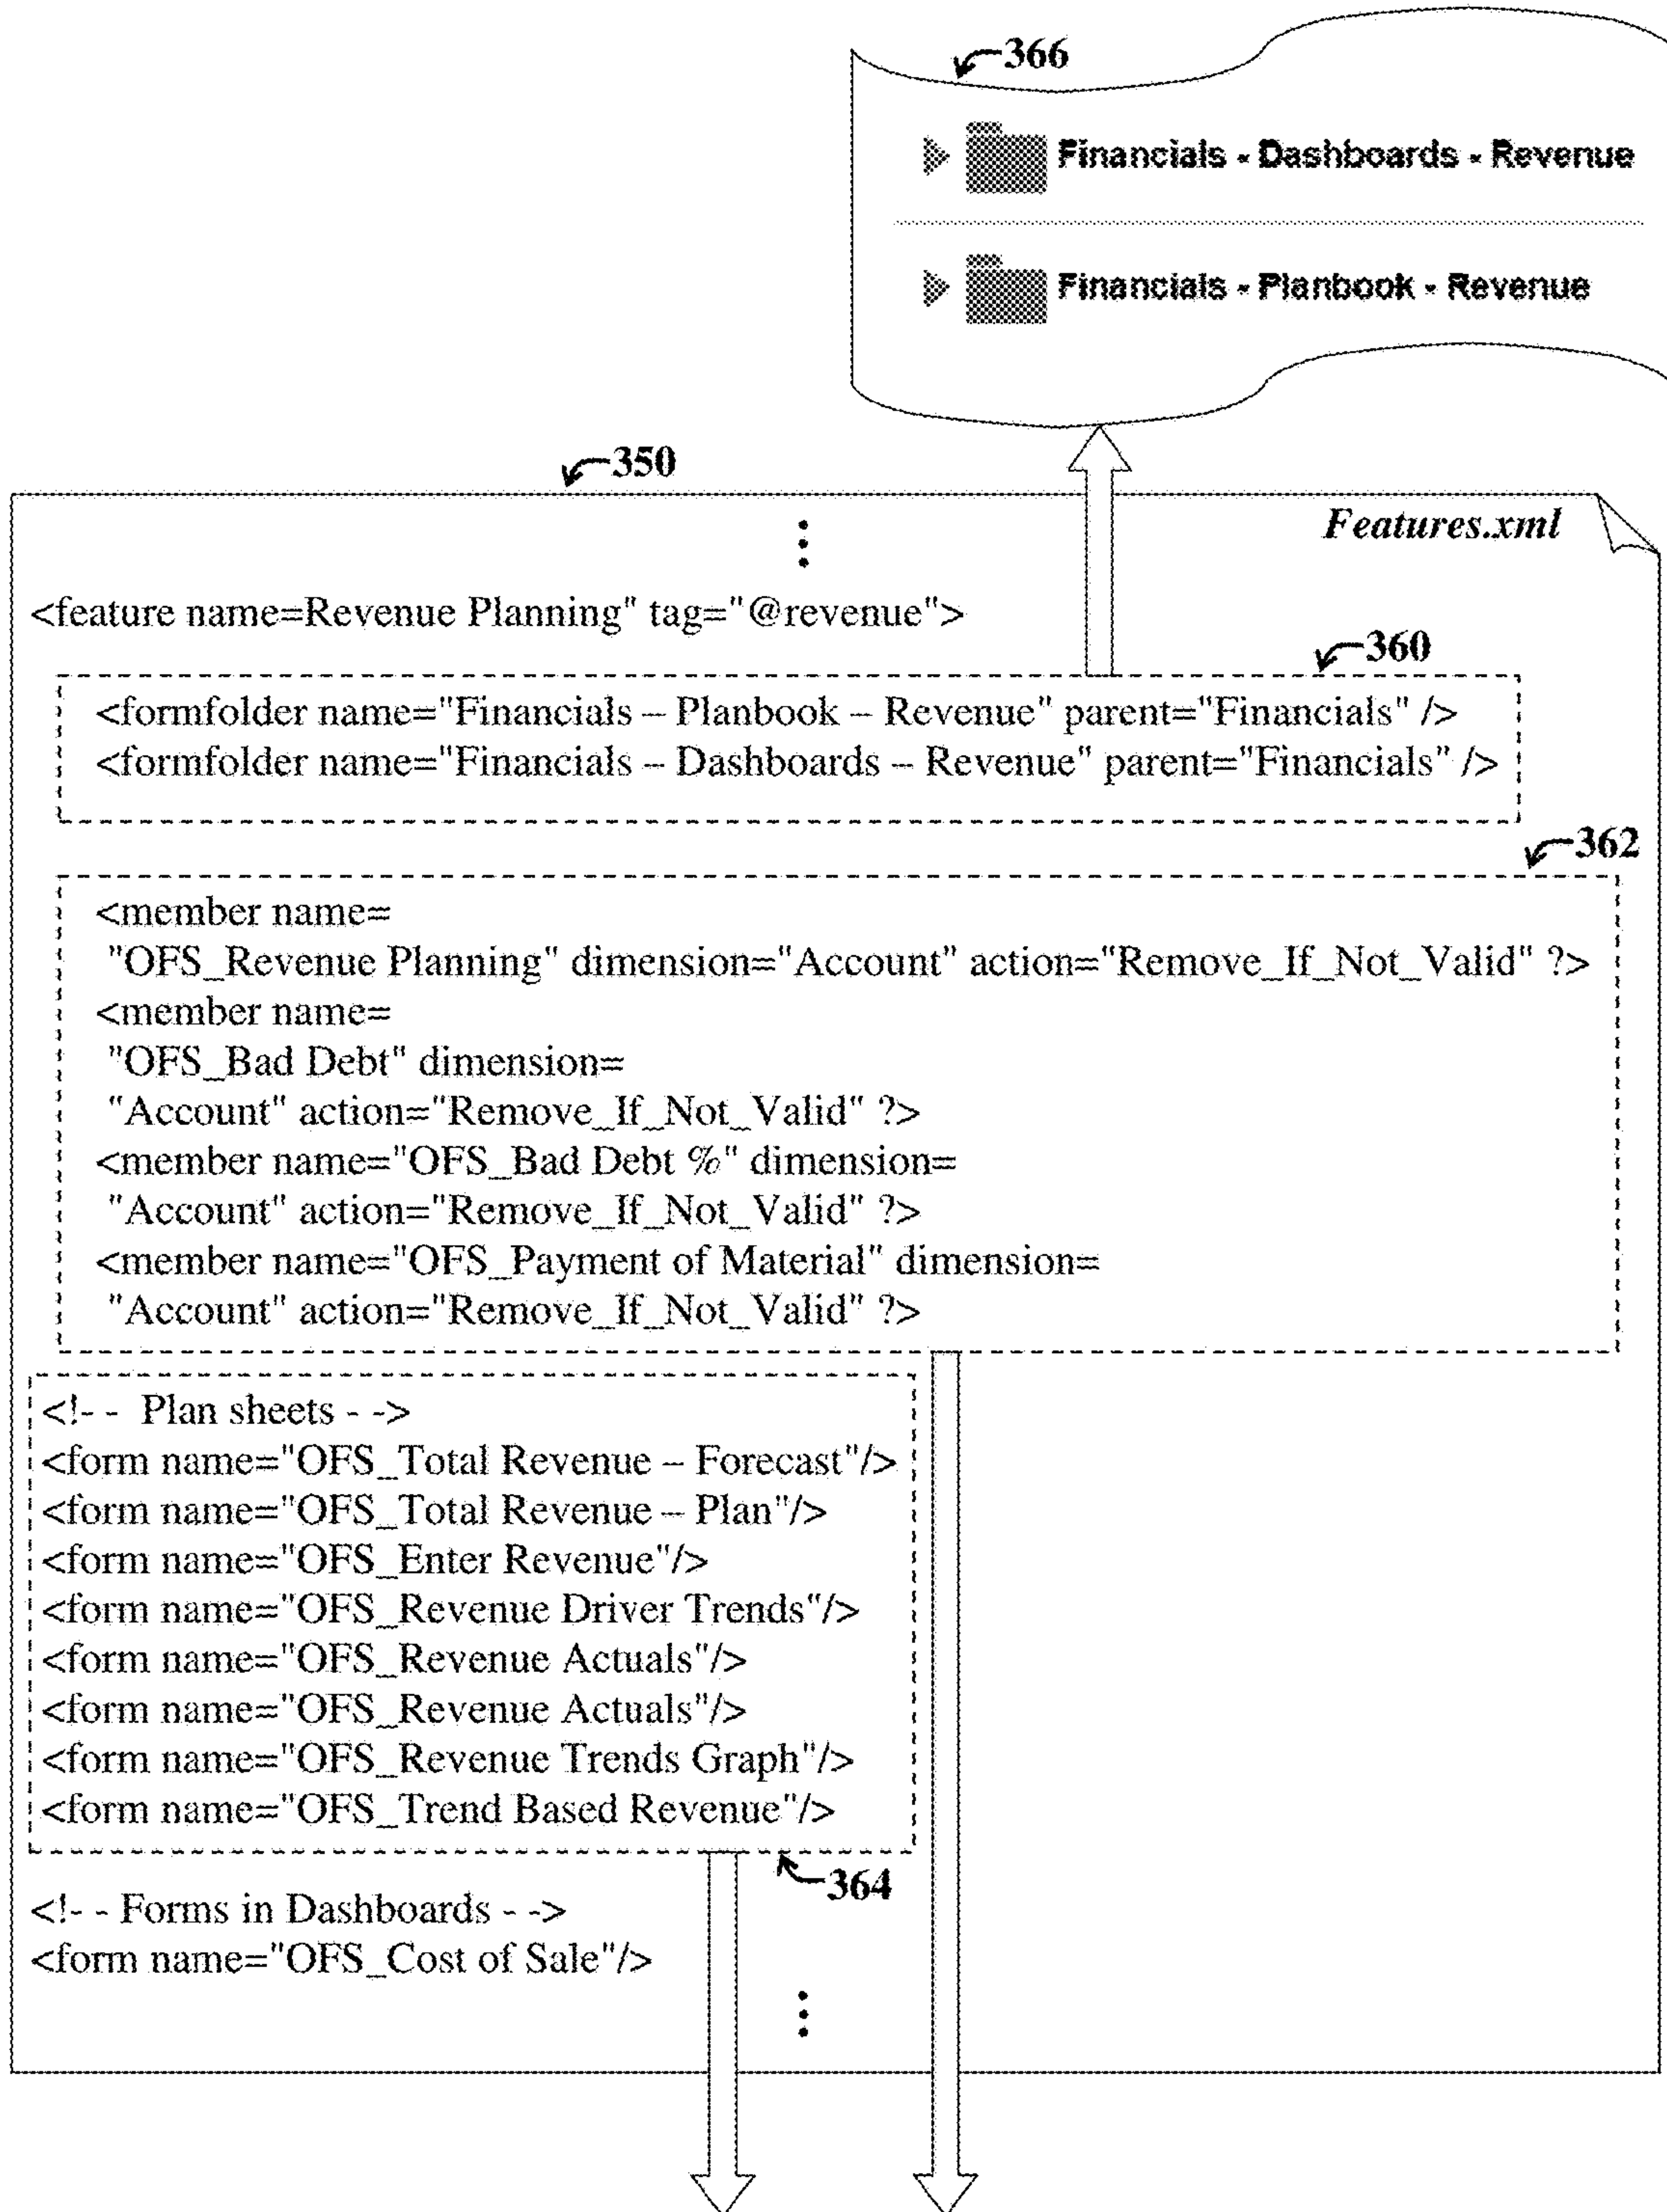 366
Financials - Dashboards - Revenue
Financials - Planbook - Revenue
350
Features.xml
<feature name=Revenue Planning" tag="@revenue">
360
<formfolder name="Financials – Planbook – Revenue" parent="Financials" />
<formfolder name="Financials – Dashboards – Revenue" parent="Financials" />
362
<member name=
"OFS_Revenue Planning" dimension="Account" action="Remove_If_Not_Valid" ?>
<member name=
"OFS_Bad Debt" dimension=
"Account" action="Remove_If_Not_Valid" ?>
<member name="OFS_Bad Debt %" dimension=
"Account" action="Remove_If_Not_Valid" ?>
<member name="OFS_Payment of Material" dimension=
"Account" action="Remove_If_Not_Valid" ?>
<!- - Plan sheets - ->
<form name="OFS_Total Revenue – Forecast"/>
<form name="OFS_Total Revenue – Plan"/>
<form name="OFS_Enter Revenue"/>
<form name="OFS_Revenue Driver Trends"/>
<form name="OFS_Revenue Actuals"/>
<form name="OFS_Revenue Actuals"/>
<form name="OFS_Revenue Trends Graph"/>
<form name="OFS_Trend Based Revenue"/>
364
<!- - Forms in Dashboards - ->
<form name="OFS_Cost of Sale"/>